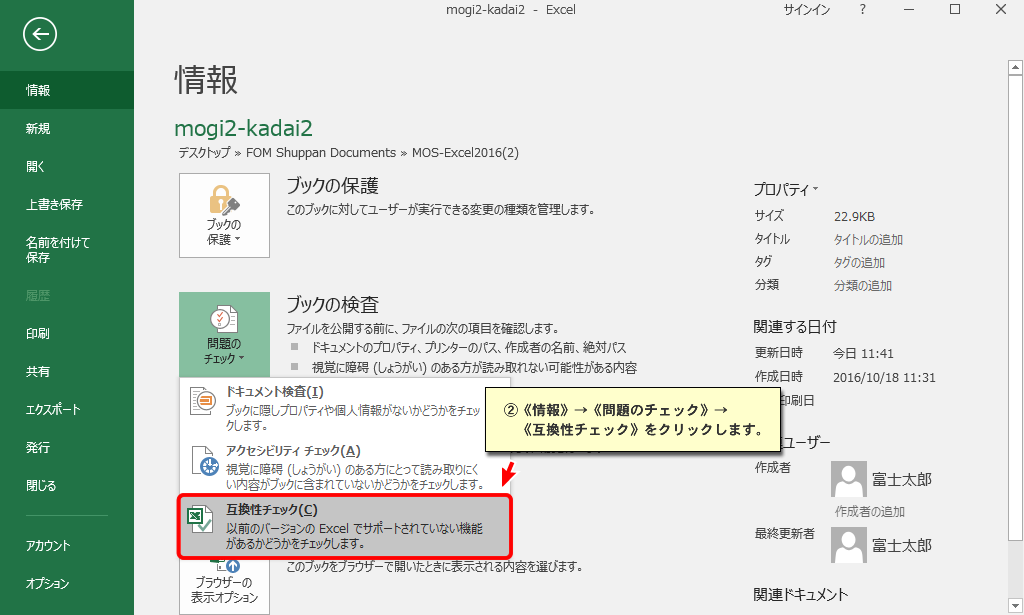 mogi2-kadai2 - Excel
サインイン
?
情報
新規
開く
上書き保存
名前を付けて
保存
履歴
印刷
共有
エクスポート
発行
閉じる
アカウント
オプション
情報
mogi2-kadai2
デスクトップ » FOM Shuppan Documents » MOS-Excel2016(2)
ブックの
保護
ブックの保護
このブックに対してユーザーが実行できる変更の種類を管理します。
問題の
チェック
ブックの検査
ファイルを公開する前に、ファイルの次の項目を確認します。
ドキュメントのプロパティ、プリンターのパス、作成者の名前、絶対パス
視覚に障碍 (しょうがい) のある方が読み取れない可能性がある内容
ドキュメント検査(I)
ブックに隠しプロパティや個人情報がないかどうかをチェッ
クします。
アクセシビリティ チェック(A)
視覚に障碍 (しょうがい) のある方にとって読み取りにく
い内容がブックに含まれていないかどうかをチェックします。
互換性チェック(C)
以前のバージョンの Excel でサポートされていない機能
があるかどうかをチェックします。
②《情報》→《問題のチェック》→
《互換性チェック》をクリックします。
ブラウザーの
表示オプション
このブックをブラウザーで開いたときに表示される内容を選びます。
プロパティ
サイズ 22.9KB
タイトル タイトルの追加
タグ タグの追加
分類 分類の追加
関連する日付
更新日時 今日 11:41
作成日時 2016/10/18 11:31
印刷日
ユーザー
作成者 富士太郎
作成者の追加
最終更新者 富士太郎
関連ドキュメント